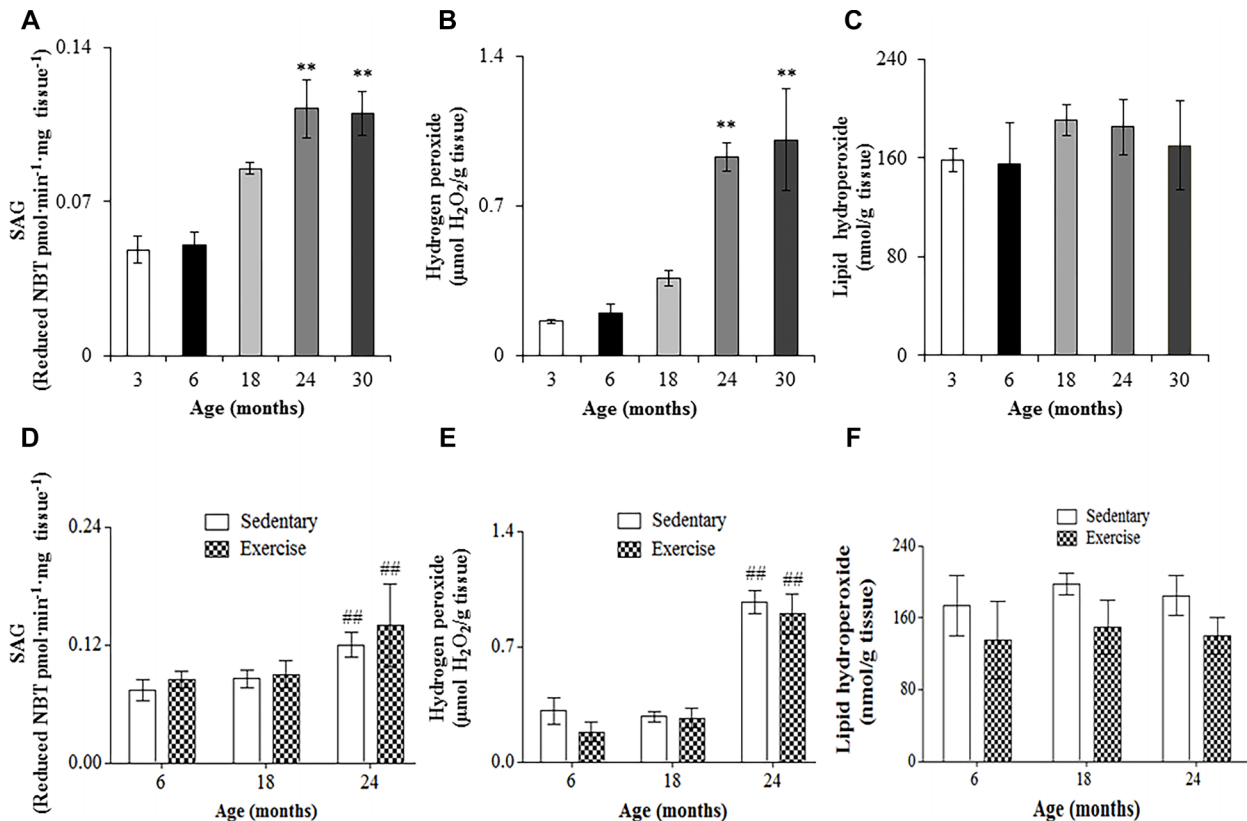 A
SAG
(Reduced NBT pmol·min⁻¹·mg tissue⁻¹)
0.14
0.07
0
**
**
3 6 18 24 30
Age (months)
B
Hydrogen peroxide
(μmol H₂O₂/g tissue)
1.4
0.7
0
**
**
3 6 18 24 30
Age (months)
C
Lipid hydroperoxide
(nmol/g tissue)
240
160
80
0
3 6 18 24 30
Age (months)
D
SAG
(Reduced NBT pmol·min⁻¹·mg tissue⁻¹)
0.24
0.12
0.00
Sedentary
Exercise
##
##
6 18 24
Age (months)
E
Hydrogen peroxide
(μmol H₂O₂/g tissue)
1.4
0.7
0.0
Sedentary
Exercise
##
##
6 18 24
Age (months)
F
Lipid hydroperoxide
(nmol/g tissue)
240
160
80
0
Sedentary
Exercise
6 18 24
Age (months)